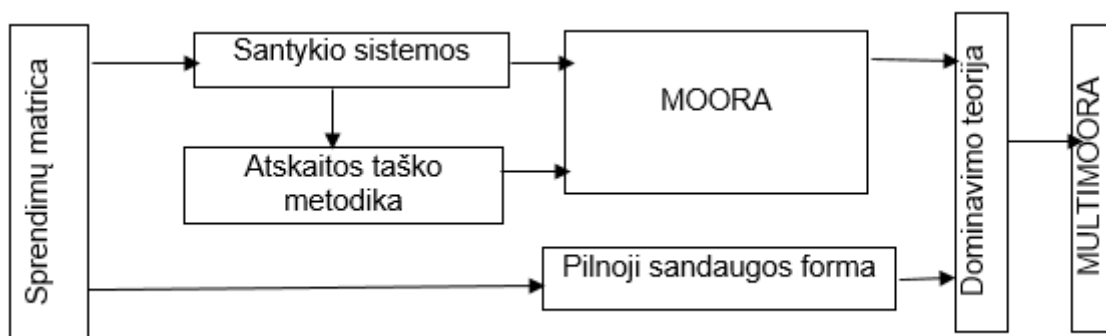 Sprendimų matrica
Santykio sistemos
MOORA
Atskaitos taško
metodika
Pilnoji sandaugos forma
Dominavimo teorija
MULTIMOORA